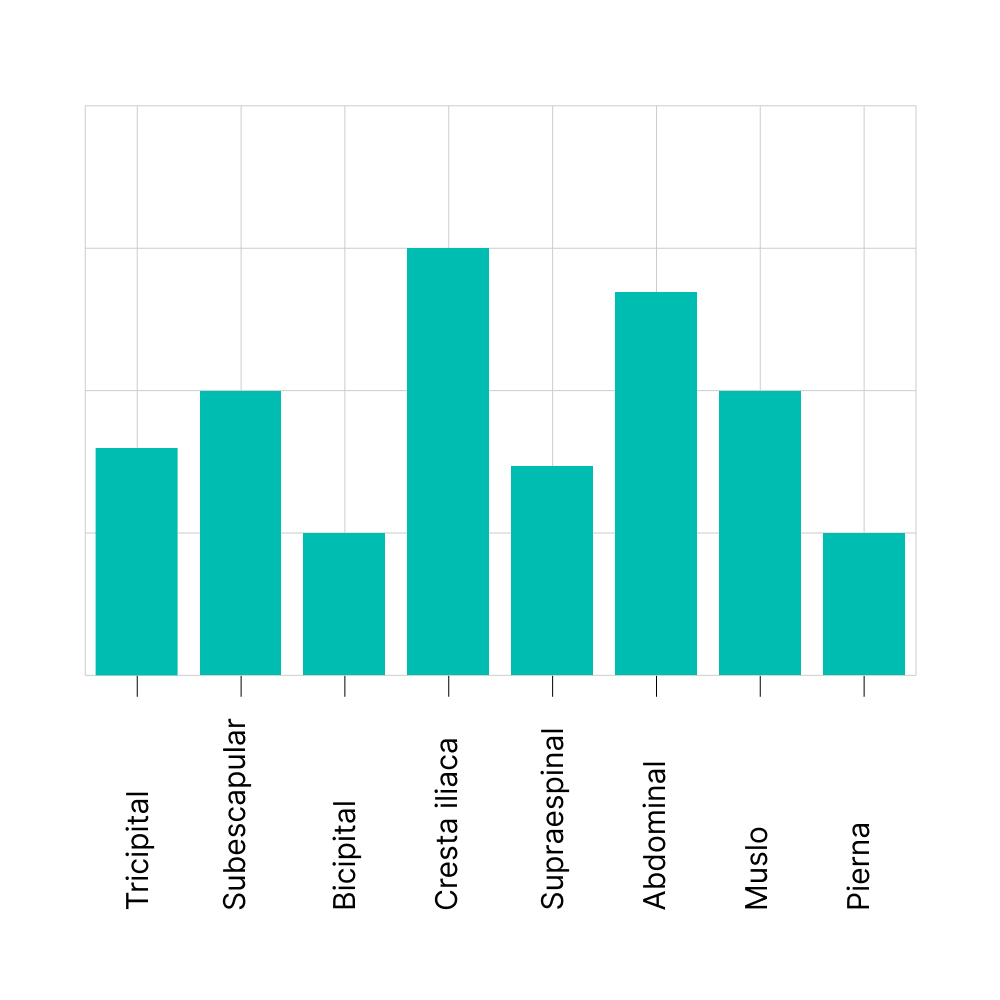 Tricipital
Subescapular
Bicipital
Cresta iliaca
Supraespinal
Abdominal
Muslo
Pierna